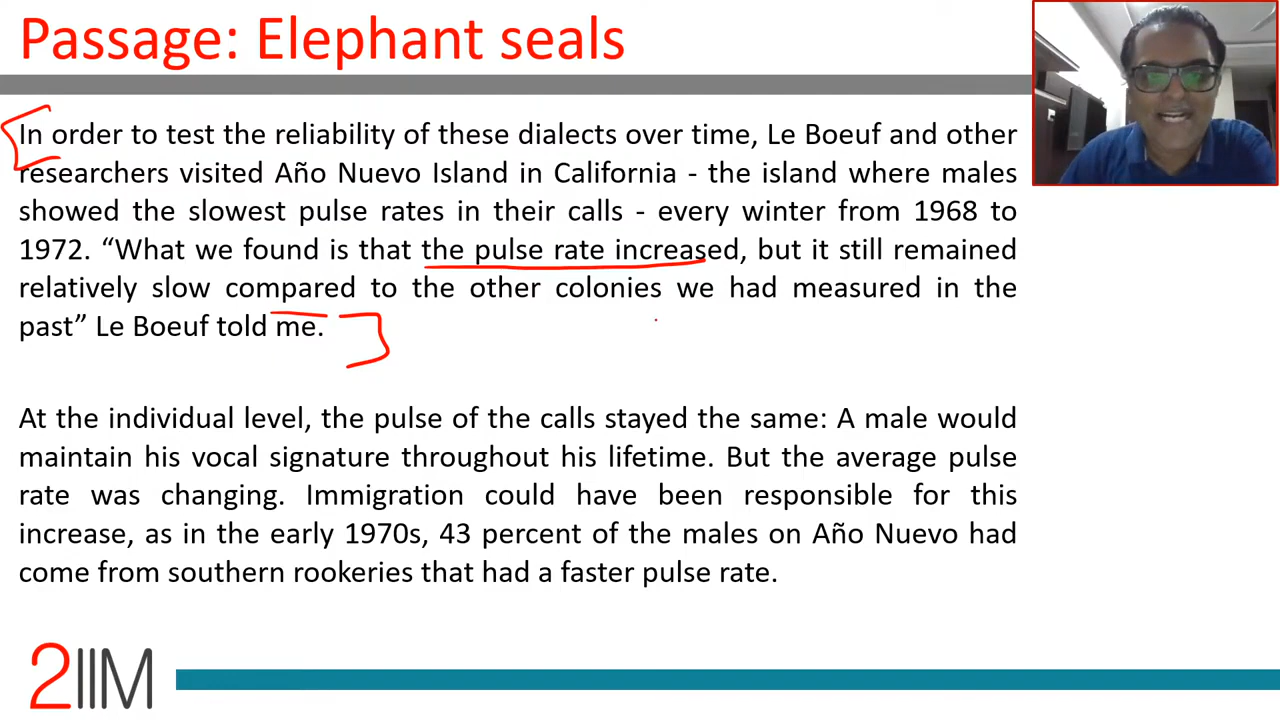 Passage: Elephant seals
In order to test the reliability of these dialects over time, Le Boeuf and other
researchers visited Año Nuevo Island in California - the island where males
showed the slowest pulse rates in their calls - every winter from 1968 to
1972. “What we found is that the pulse rate increased, but it still remained
relatively slow compared to the other colonies we had measured in the
past” Le Boeuf told me.
At the individual level, the pulse of the calls stayed the same: A male would
maintain his vocal signature throughout his lifetime. But the average pulse
rate was changing. Immigration could have been responsible for this
increase, as in the early 1970s, 43 percent of the males on Año Nuevo had
come from southern rookeries that had a faster pulse rate.
2IIM